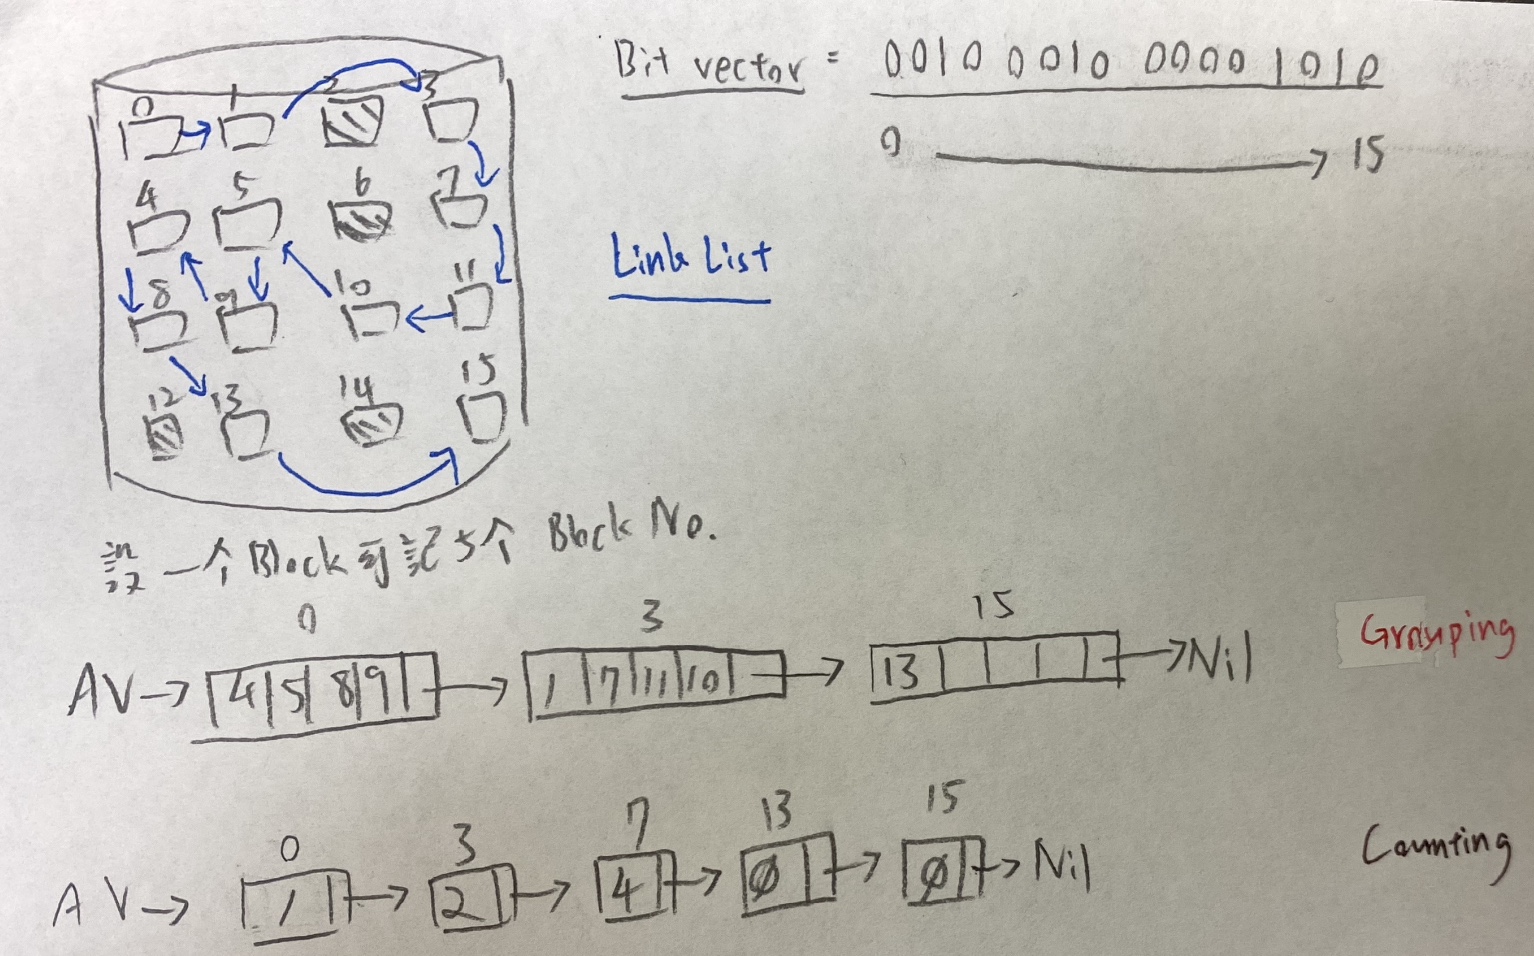 Bit vector = 0010 0010 0000 1010
0 → 15
0 1 2 3
4 5 6 7
Link List
8 9 10 11
12 13 14 15
設一个Block可記5个 Block No.
0 3 15
AV→ 4 5 8 9 → 1 7 11 10 → 13 → Nil Grouping
0 3 7 13 15
AV→ 1 → 2 → 4 → Ø → Ø → Nil Counting